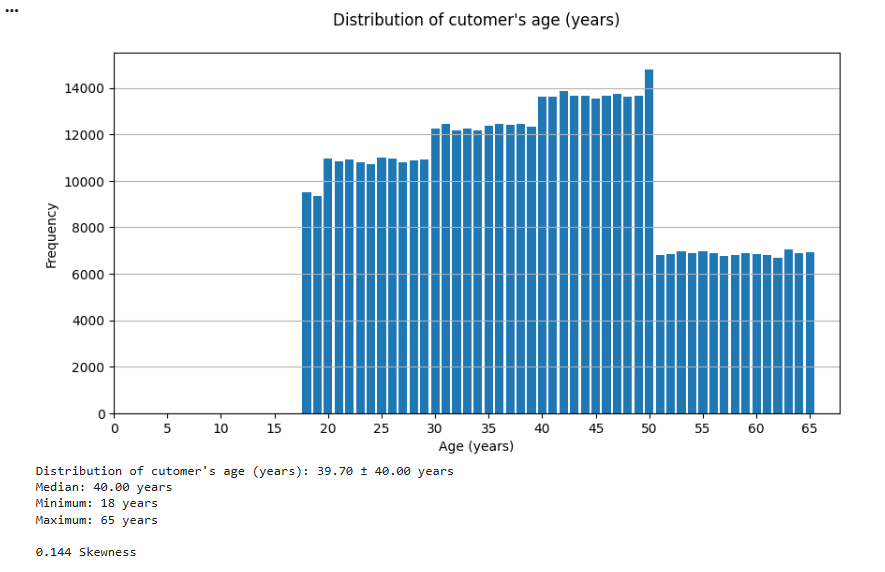 ...
Distribution of cutomer's age (years)
14000
12000
10000
8000
6000
4000
2000
0
Frequency
0 5 10 15 20 25 30 35 40 45 50 55 60 65
Age (years)
Distribution of cutomer's age (years): 39.70 ± 40.00 years
Median: 40.00 years
Minimum: 18 years
Maximum: 65 years
0.144 Skewness